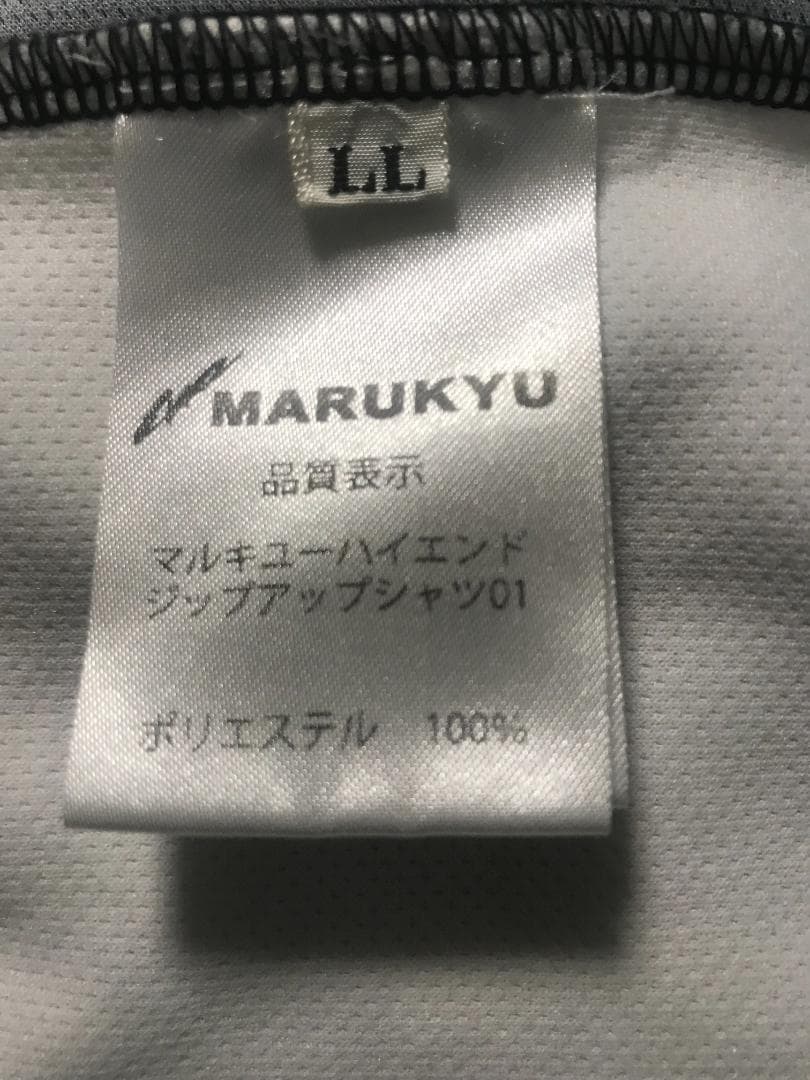 LL
MARUKYU
品質表示
マルキユーハイエンド
ジップアップシャツ01
ポリエステル 100%